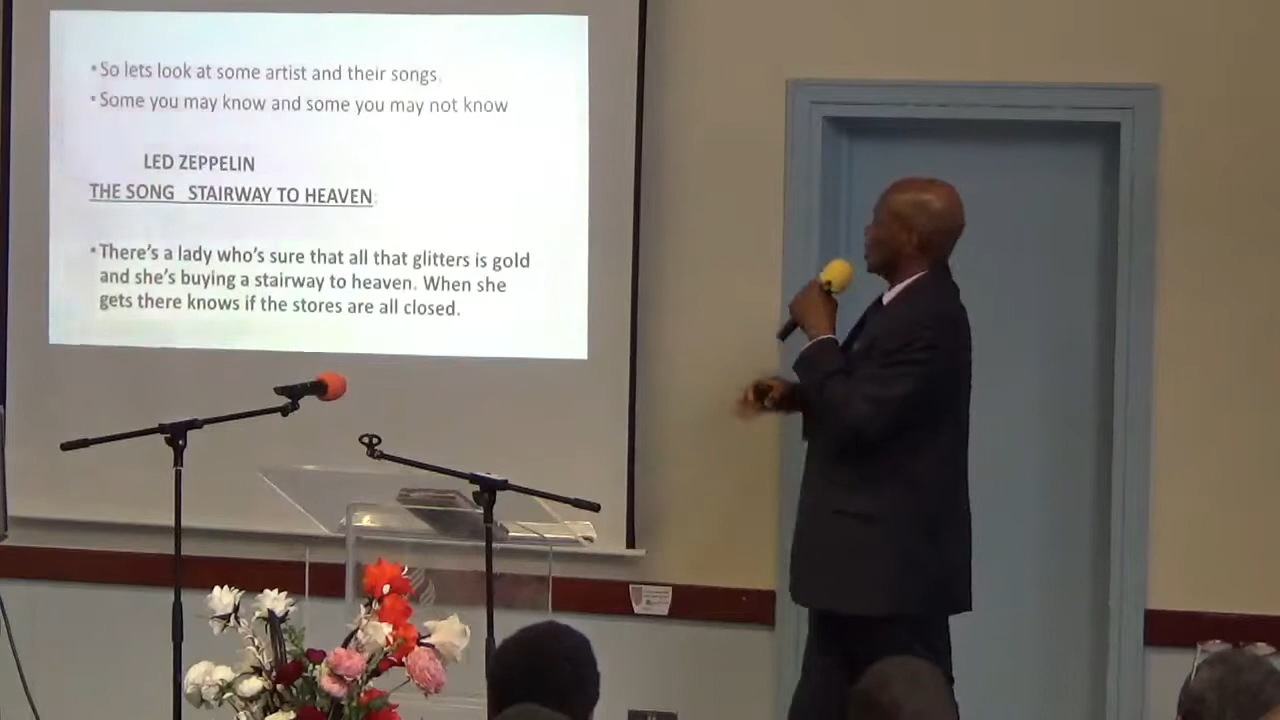 •So lets look at some artist and their songs.
•Some you may know and some you may not know
LED ZEPPELIN
THE SONG STAIRWAY TO HEAVEN:
•There's a lady who's sure that all that glitters is gold
and she's buying a stairway to heaven. When she
gets there knows if the stores are all closed.